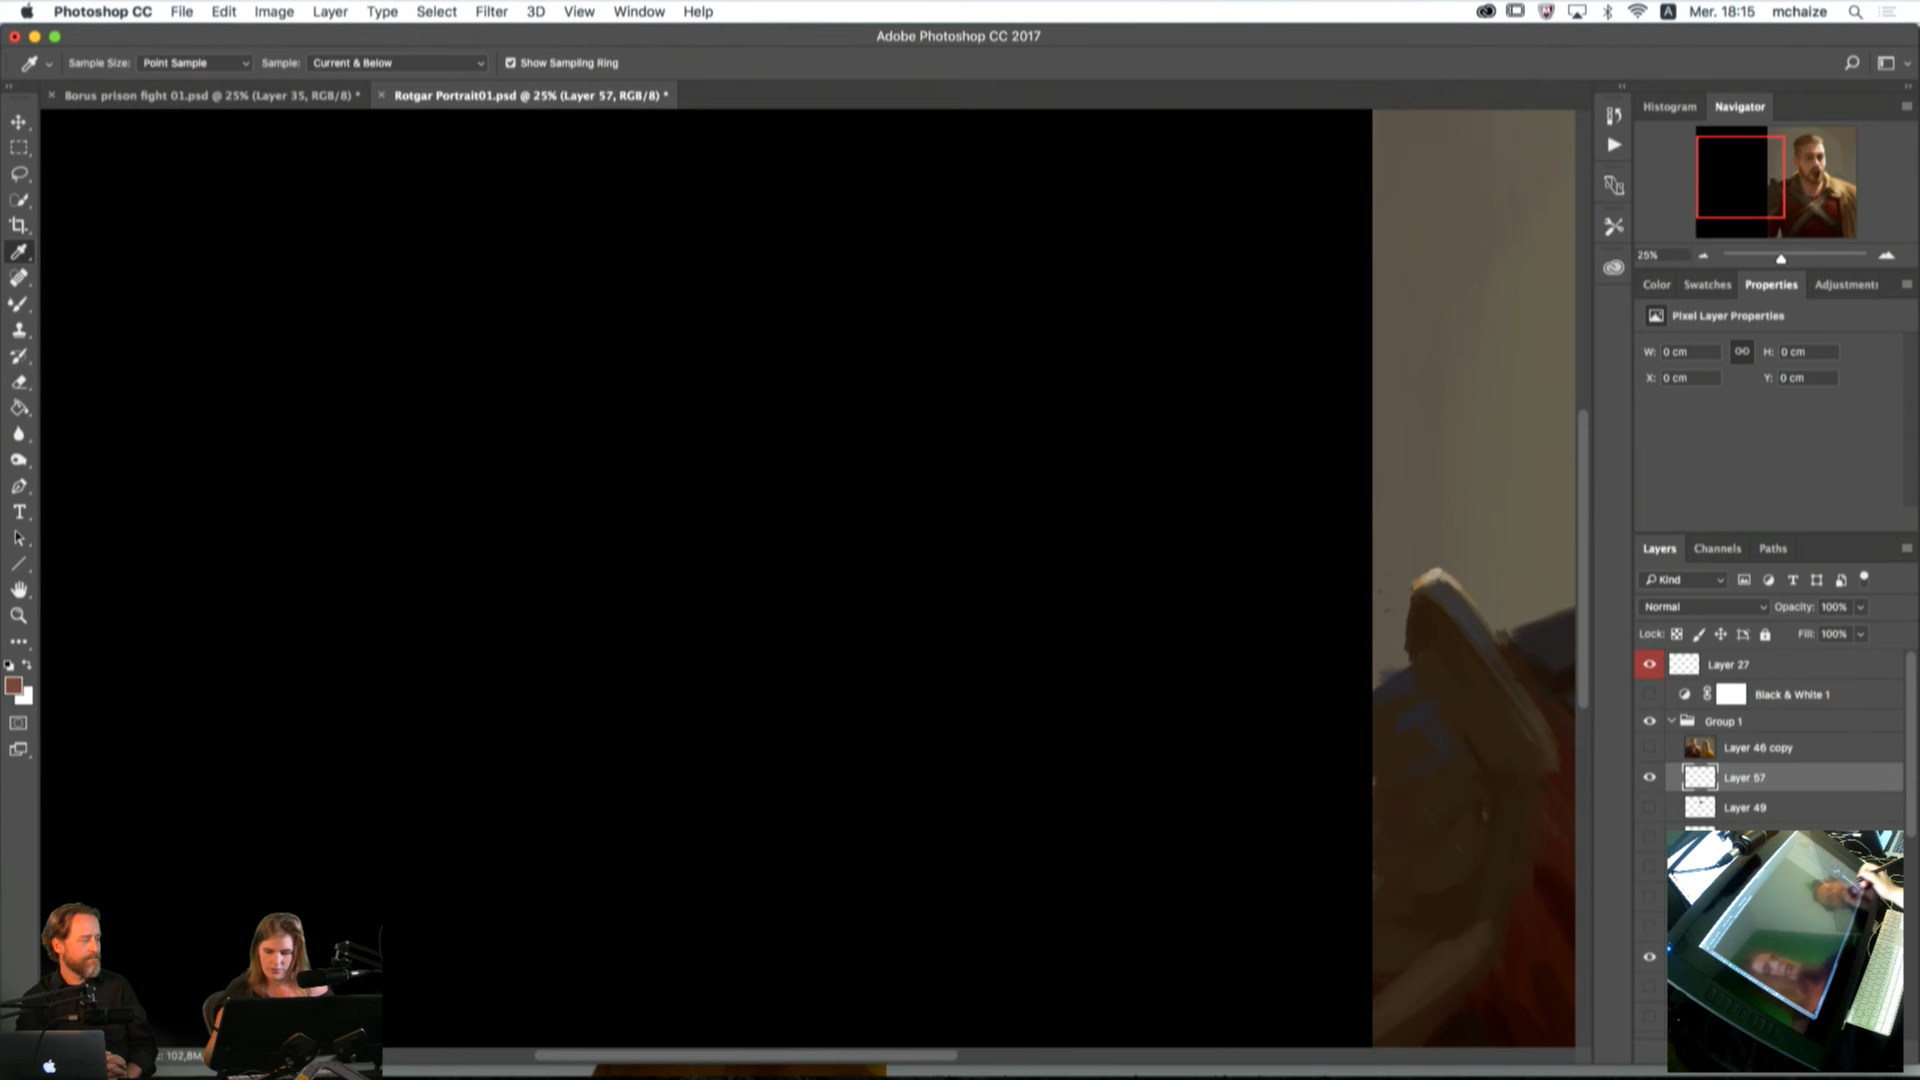 Photoshop CC File Edit Image Layer Type Select Filter 3D View Window Help A Mer. 18:15 mchaize
Adobe Photoshop CC 2017
Sample Size: Point Sample Sample: Current & Below Show Sampling Ring
Borus prison fight 01.psd @ 25% (Layer 35, RGB/8) * Rotgar Portrait01.psd @ 25% (Layer 57, RGB/8) *
Histogram Navigator
25%
Color Swatches Properties Adjustments
Pixel Layer Properties
W: 0 cm H: 0 cm
X: 0 cm Y: 0 cm
Layers Channels Paths
Kind
Normal Opacity: 100%
Lock: Fill: 100%
Layer 27
Black & White 1
Group 1
Layer 46 copy
Layer 57
Layer 49
: 102,8M